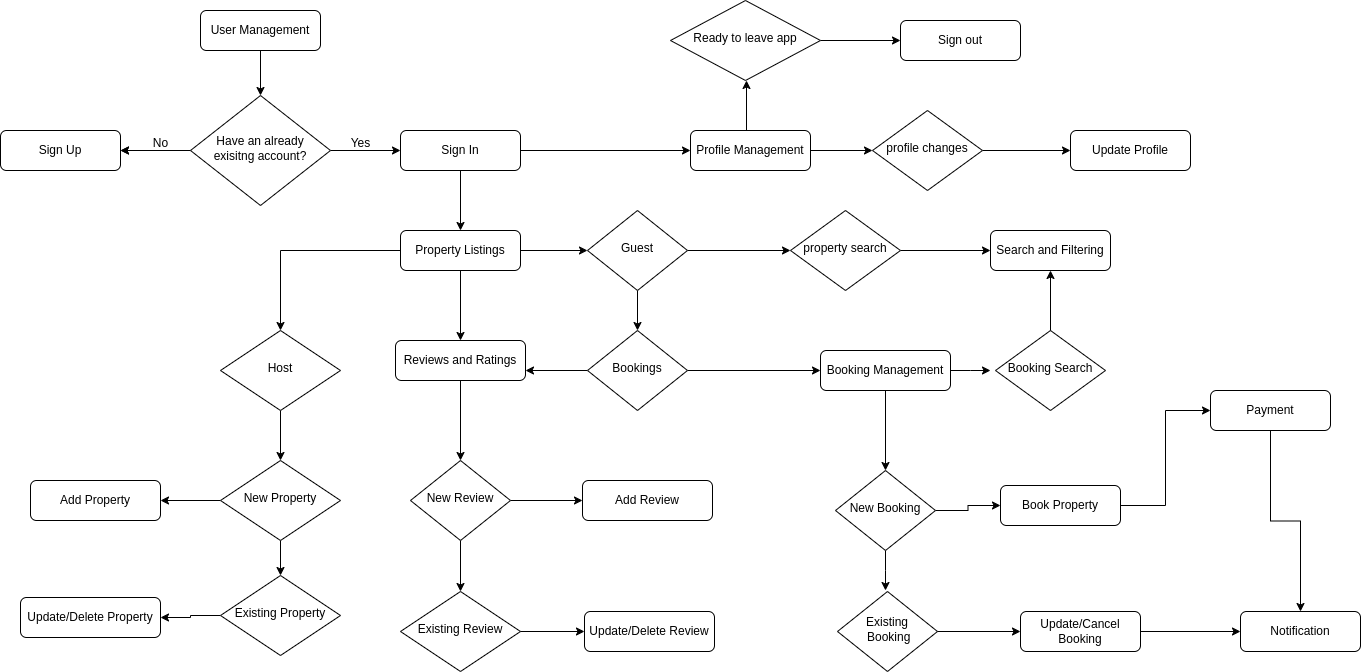 User Management
Ready to leave app
Sign out
Sign Up
No
Have an already
exisitng account?
Yes
Sign In
Profile Management
profile changes
Update Profile
Property Listings
Guest
property search
Search and Filtering
Host
Reviews and Ratings
Bookings
Booking Management
Booking Search
Payment
Add Property
New Property
New Review
Add Review
New Booking
Book Property
Update/Delete Property
Existing Property
Existing Review
Update/Delete Review
Existing
Booking
Update/Cancel
Booking
Notification